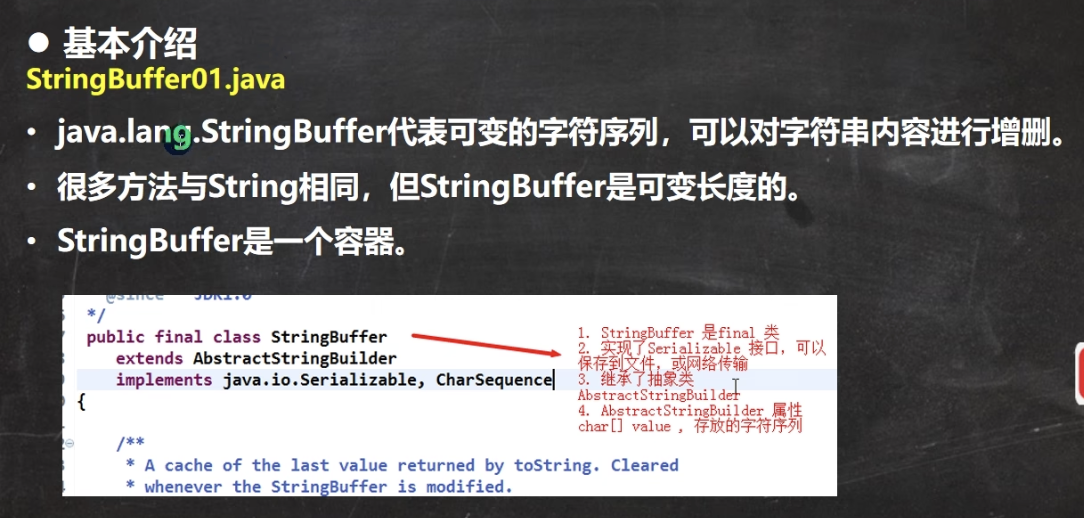 ● 基本介绍
StringBuffer01.java
• java.lang.StringBuffer代表可变的字符序列，可以对字符串内容进行增删。
• 很多方法与String相同，但StringBuffer是可变长度的。
• StringBuffer是一个容器。
*/
public final class StringBuffer
extends AbstractStringBuilder
implements java.io.Serializable, CharSequence
{
/**
* A cache of the last value returned by toString. Cleared
* whenever the StringBuffer is modified.
1. StringBuffer 是final 类
2. 实现了Serializable 接口，可以
保存到文件，或网络传输
3. 继承了抽象类
AbstractStringBuilder
4. AbstractStringBuilder 属性
char[] value , 存放的字符序列